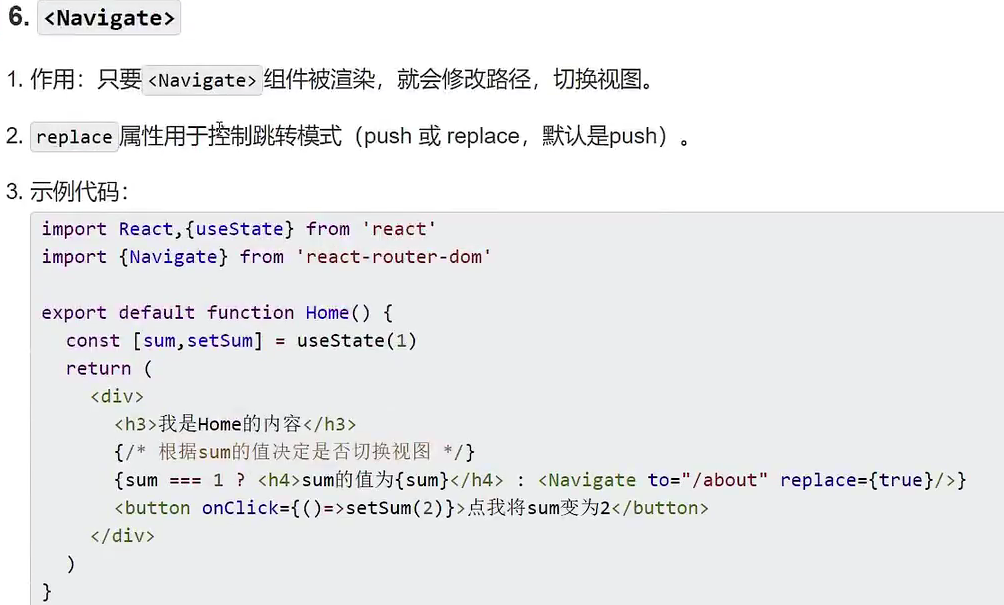 6. <Navigate>
1. 作用：只要<Navigate>组件被渲染，就会修改路径，切换视图。
2. replace属性用于控制跳转模式（push 或 replace，默认是push）。
3. 示例代码：
import React,{useState} from 'react'
import {Navigate} from 'react-router-dom'
export default function Home() {
const [sum,setSum] = useState(1)
return (
<div>
<h3>我是Home的内容</h3>
{/* 根据sum的值决定是否切换视图 */}
{sum === 1 ? <h4>sum的值为{sum}</h4> : <Navigate to="/about" replace={true}/>}
<button onClick={()=>setSum(2)}>点我将sum变为2</button>
</div>
)
}